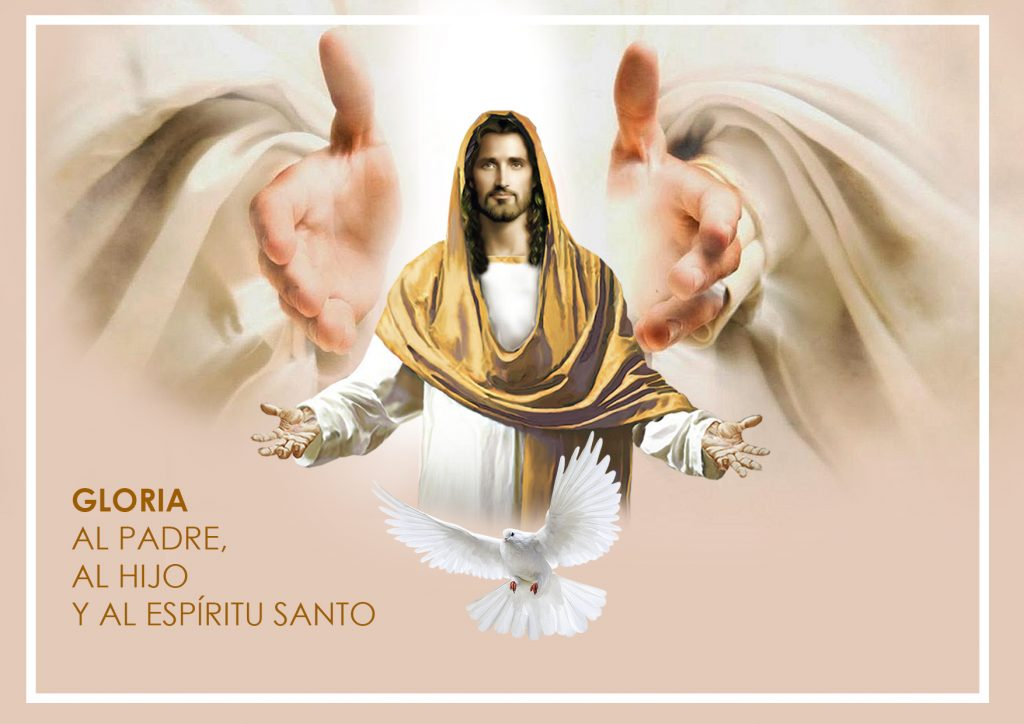 GLORIA
AL PADRE,
AL HIJO
Y AL ESPÍRITU SANTO